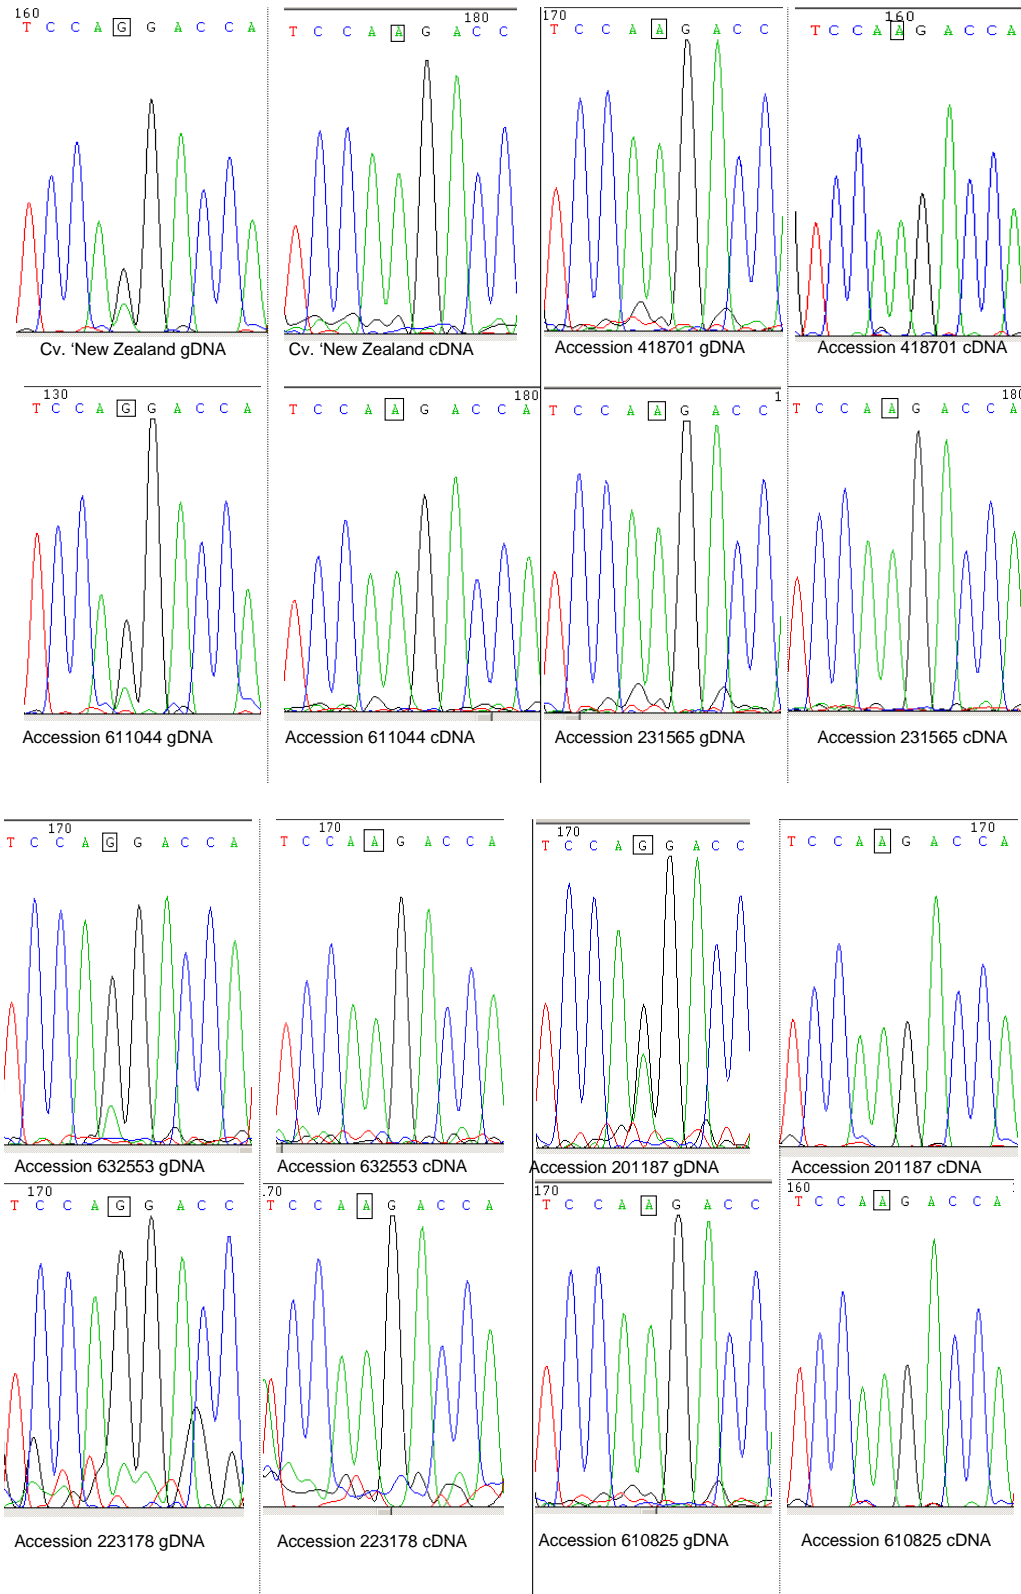 160
T C C A G G A C C A
180
T C C A A G A C C
170
T C C A A G A C C
160
T C C A A G A C C A
Cv. ‘New Zealand gDNA
Cv. ‘New Zealand cDNA
Accession 418701 gDNA
Accession 418701 cDNA
130
T C C A G G A C C A
180
T C C A A G A C C A
1
T C C A A G A C C
180
T C C A A G A C C A
Accession 611044 gDNA
Accession 611044 cDNA
Accession 231565 gDNA
Accession 231565 cDNA
170
T C C A G G A C C A
170
T C C A A G A C C A
170
T C C A G G A C C
170
T C C A A G A C C A
Accession 632553 gDNA
Accession 632553 cDNA
Accession 201187 gDNA
Accession 201187 cDNA
170
T C C A G G A C C
70
T C C A A G A C C A
170
T C C A A G A C C
160
T C C A A G A C C A
Accession 223178 gDNA
Accession 223178 cDNA
Accession 610825 gDNA
Accession 610825 cDNA